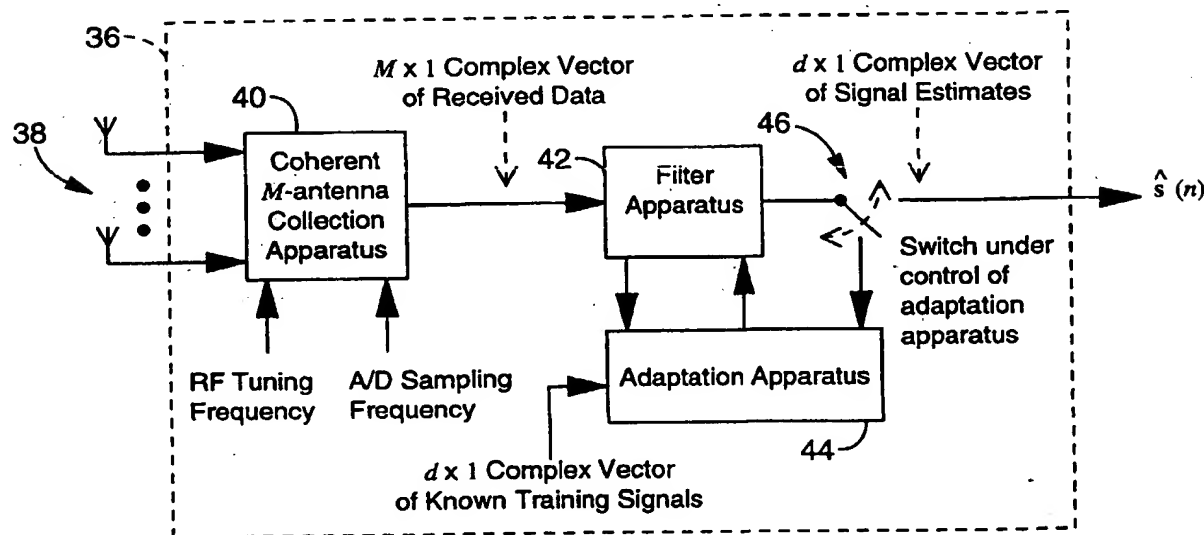 36
M x 1 Complex Vector
of Received Data
d x 1 Complex Vector
of Signal Estimates
40
38
Coherent
M-antenna
Collection
Apparatus
42
Filter
Apparatus
46
ŝ (n)
Switch under
control of
adaptation
apparatus
RF Tuning
Frequency
A/D Sampling
Frequency
Adaptation Apparatus
44
d x 1 Complex Vector
of Known Training Signals